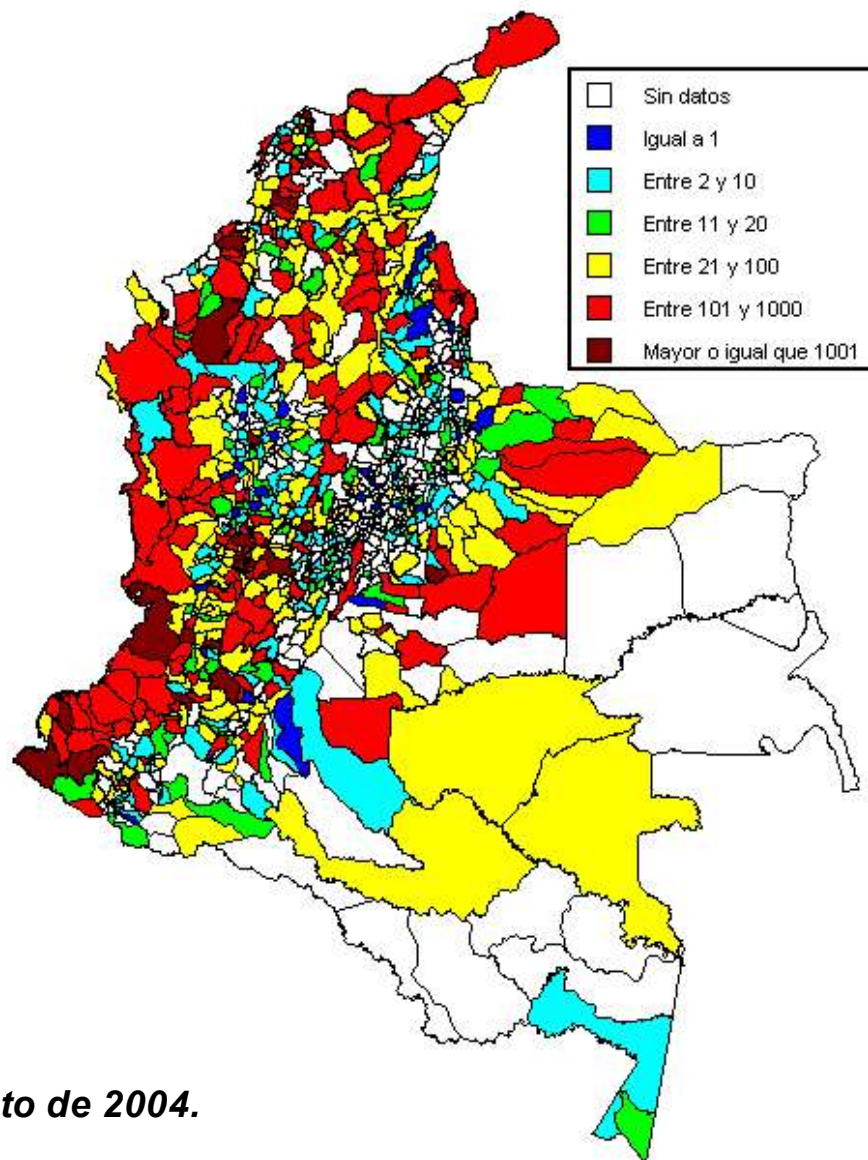 Sin datos
Igual a 1
Entre 2 y 10
Entre 11 y 20
Entre 21 y 100
Entre 101 y 1000
Mayor o igual que 1001
to de 2004.